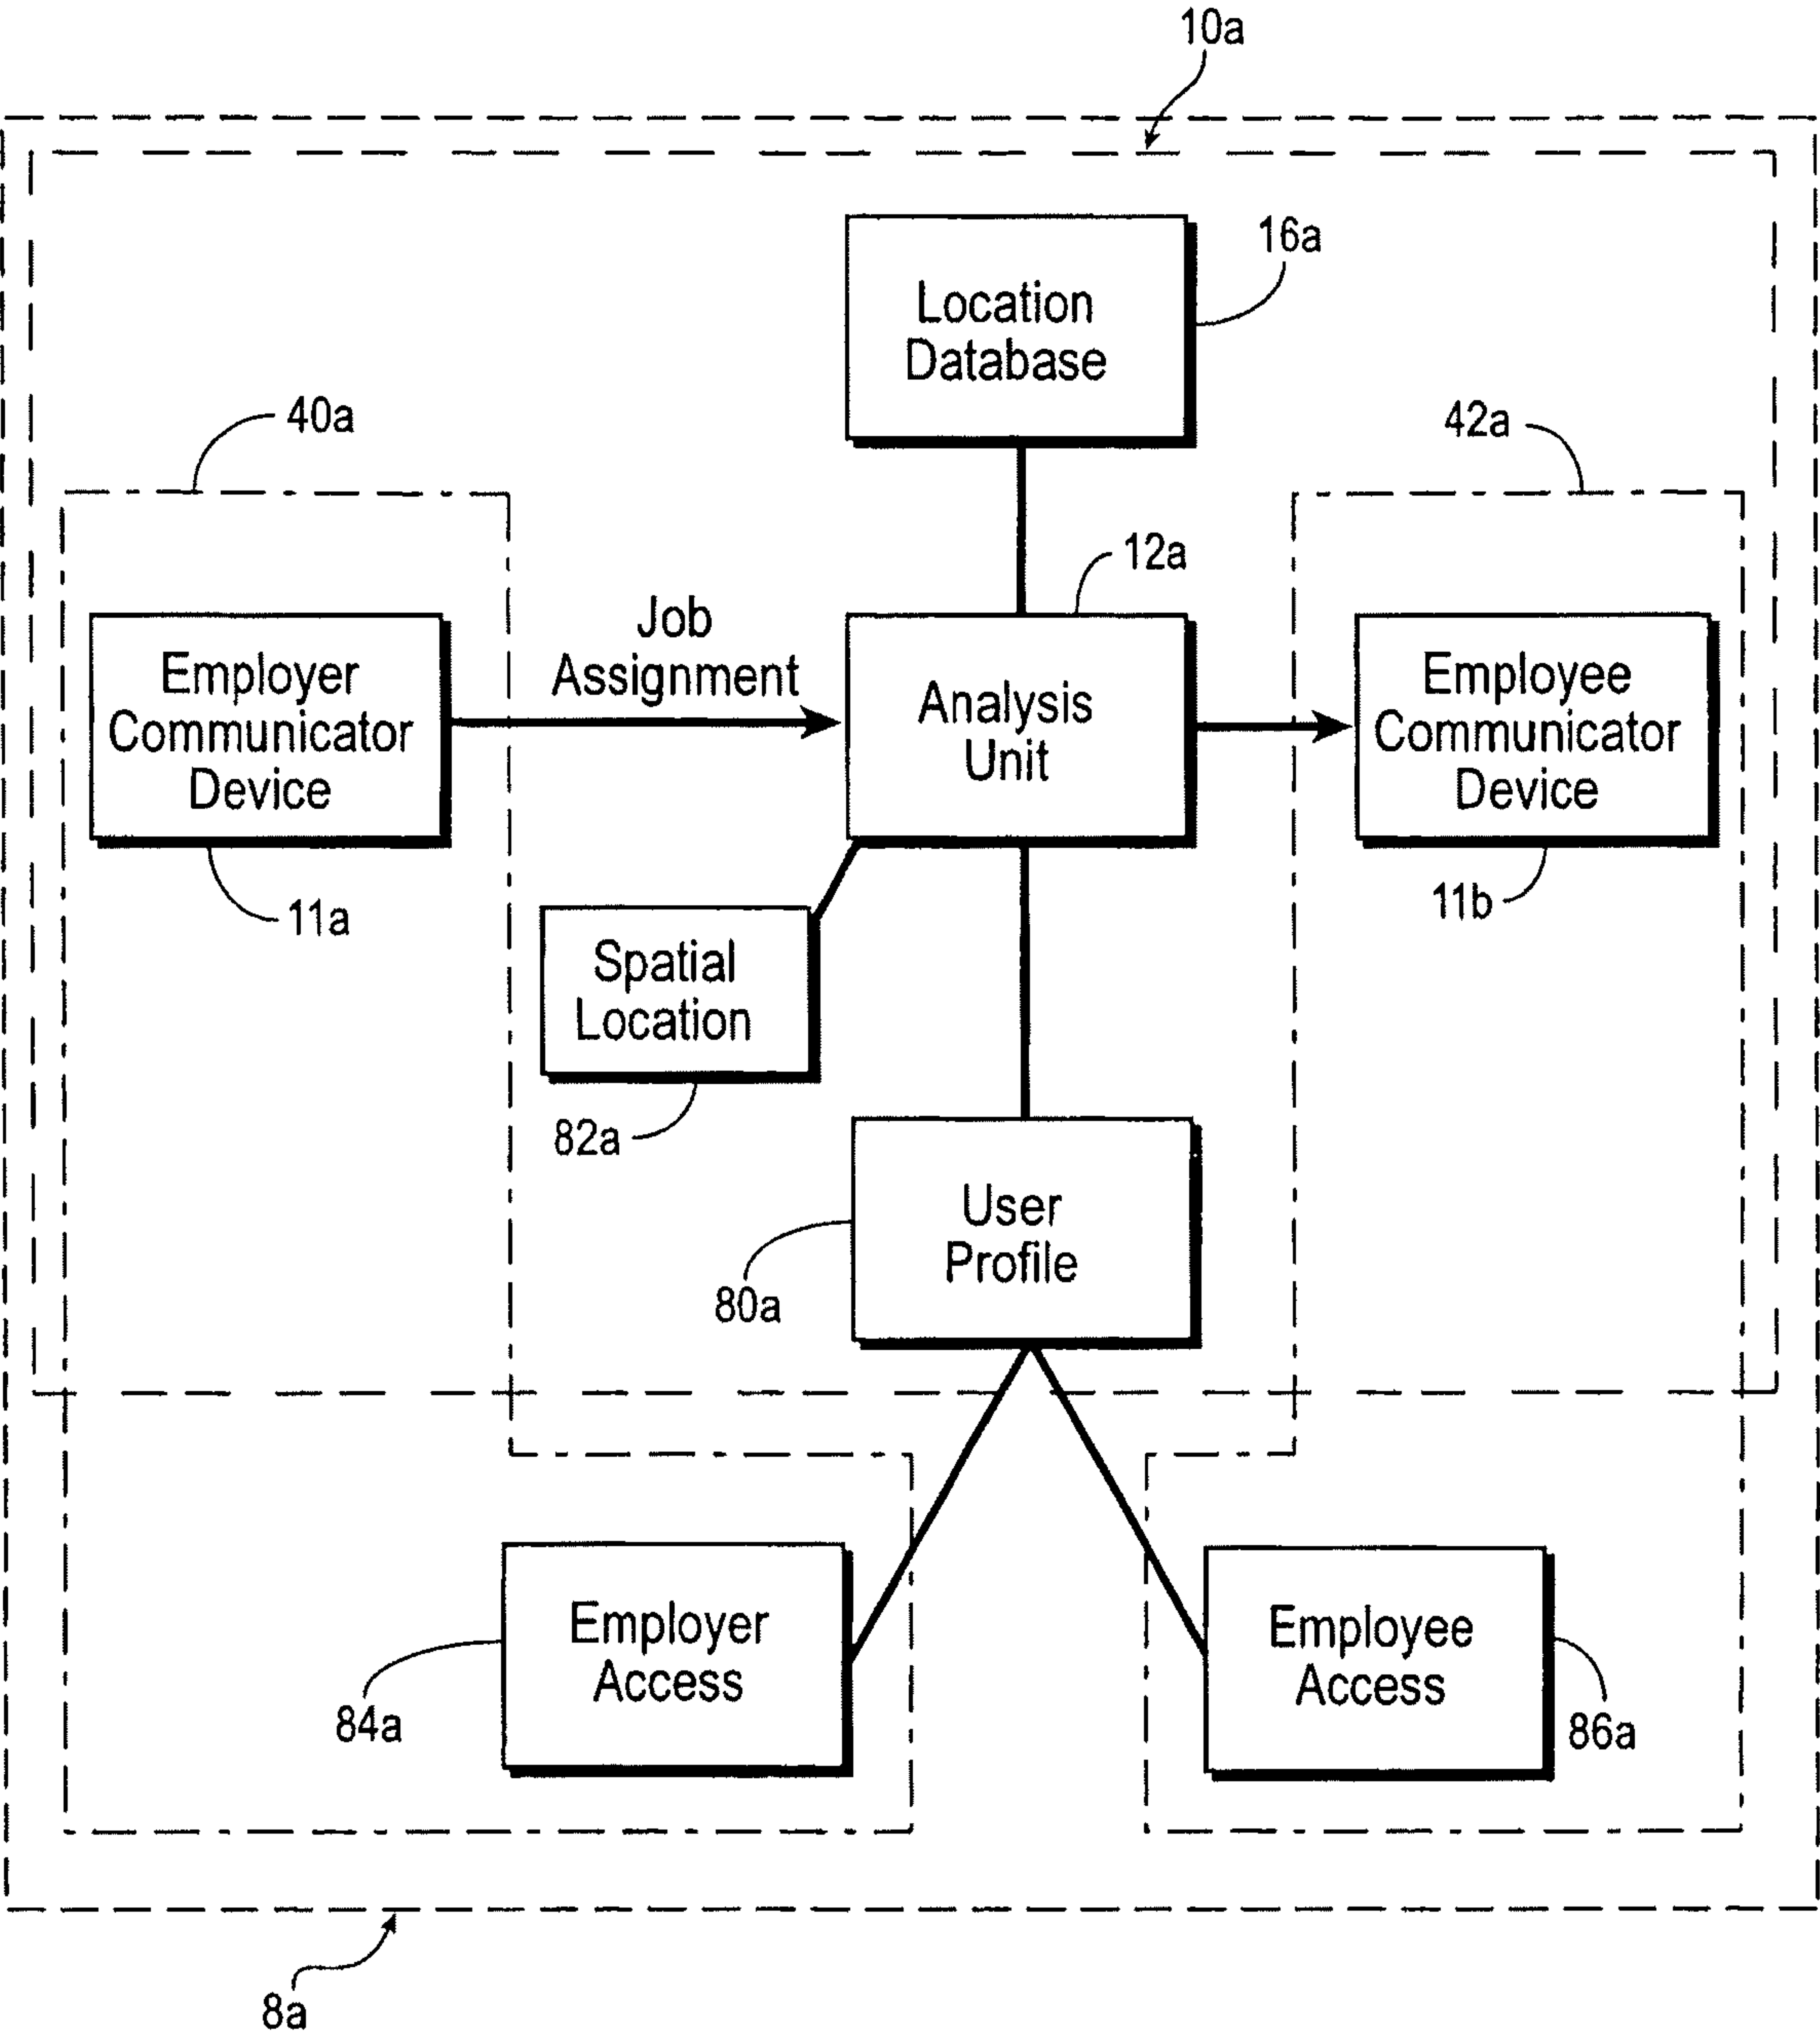 10a
16a
Location
Database
40a
42a
12a
Job
Assignment
Employer
Communicator
Device
Analysis
Unit
Employee
Communicator
Device
11a
11b
Spatial
Location
82a
User
Profile
80a
Employer
Access
Employee
Access
84a
86a
8a